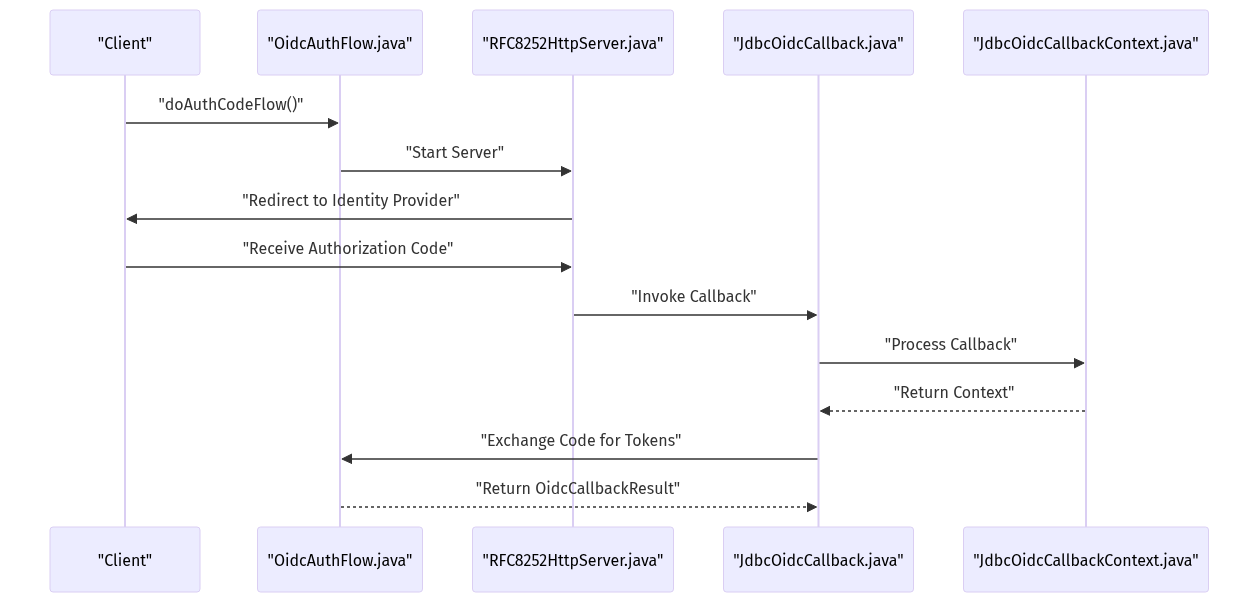 "Client"
"OidcAuthFlow.java"
"RFC8252HttpServer.java"
"JdbcOidcCallback.java"
"JdbcOidcCallbackContext.java"
"doAuthCodeFlow()"
"Start Server"
"Redirect to Identity Provider"
"Receive Authorization Code"
"Invoke Callback"
"Process Callback"
"Return Context"
"Exchange Code for Tokens"
"Return OidcCallbackResult"
"Client"
"OidcAuthFlow.java"
"RFC8252HttpServer.java"
"JdbcOidcCallback.java"
"JdbcOidcCallbackContext.java"